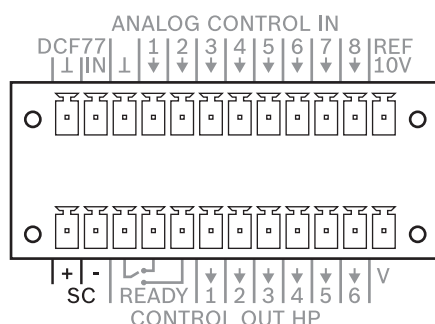 ANALOG CONTROL IN
DCF77 1 2 3 4 5 6 7 8 REF
⊥ IN ⊥ 10V
+ - V
SC READY 1 2 3 4 5 6
CONTROL OUT HP